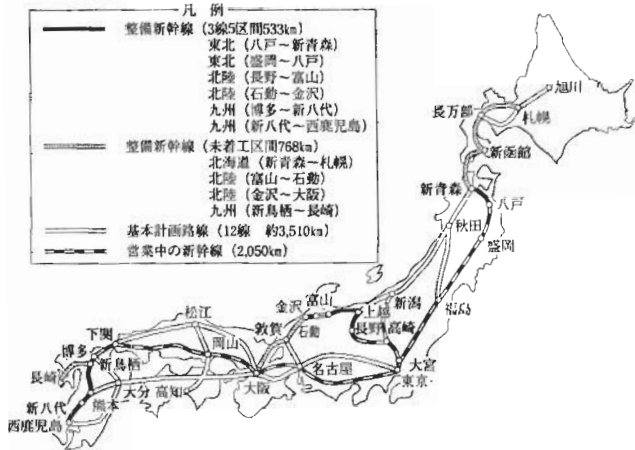 凡例
整備新幹線(3線5区間533km)
東北(八戸～新青森)
東北(盛岡～八戸)
北陸(長野～富山)
北陸(石動～金沢)
九州(博多～新八代)
九州(新八代～西鹿児島)
整備新幹線(未着工区間768km)
北海道(新青森～札幌)
北陸(富山～石動)
北陸(金沢～大阪)
九州(新鳥栖～長崎)
基本計画路線(12線 約3,510km)
営業中の新幹線(2,050km)
旭川
長万部
札幌
新函館
新青森
八戸
秋田
盛岡
福島
新潟
上越
富山
金沢
石動
敦賀
長野
高崎
大宮
東京
名古屋
大阪
岡山
松江
下関
博多
新鳥栖
長崎
大分
高知
熊本
新八代
西鹿児島